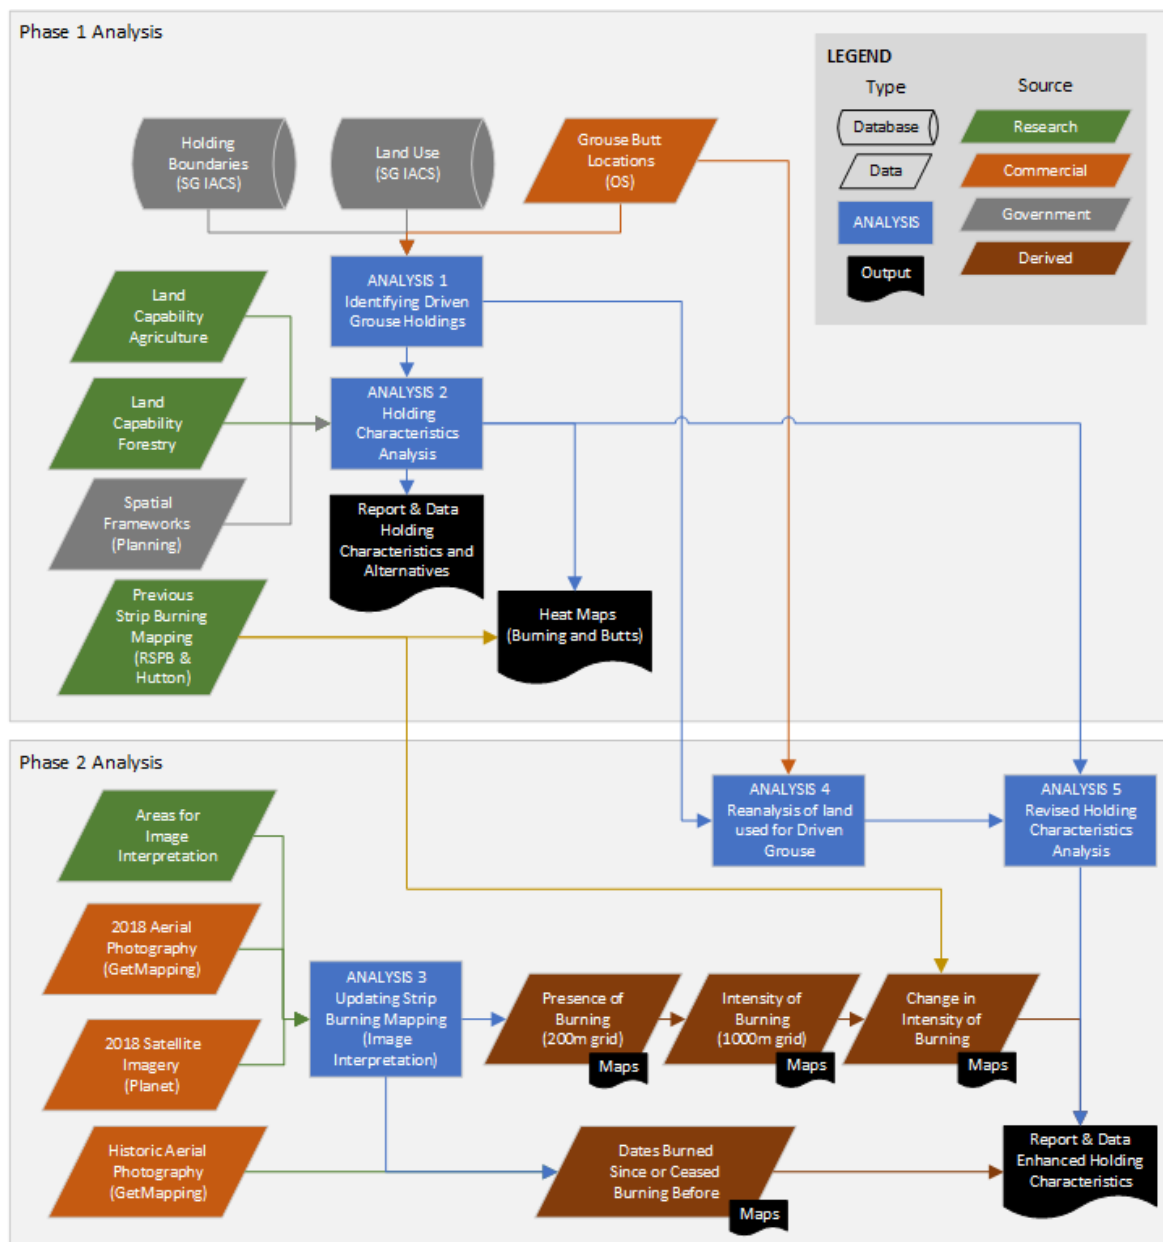 Phase 1 Analysis
LEGEND
Type
Source
Database
Research
Data
Commercial
ANALYSIS
Government
Output
Derived
Holding
Boundaries
(SG IACS)
Land Use
(SG IACS)
Grouse Butt
Locations
(OS)
ANALYSIS 1
Identifying Driven
Grouse Holdings
Land
Capability
Agriculture
ANALYSIS 2
Holding
Characteristics
Analysis
Land
Capability
Forestry
Spatial
Frameworks
(Planning)
Report & Data
Holding
Characteristics and
Alternatives
Previous
Strip Burning
Mapping
(RSPB &
Hutton)
Heat Maps
(Burning and Butts)
Phase 2 Analysis
Areas for
Image
Interpretation
ANALYSIS 4
Reanalysis of land
used for Driven
Grouse
ANALYSIS 5
Revised Holding
Characteristics
Analysis
2018 Aerial
Photography
(GetMapping)
ANALYSIS 3
Updating Strip
Burning Mapping
(Image
Interpretation)
Presence of
Burning
(200m grid)
Maps
Intensity of
Burning
(1000m grid)
Maps
Change in
Intensity of
Burning
Maps
2018 Satellite
Imagery
(Planet)
Historic Aerial
Photography
(GetMapping)
Dates Burned
Since or Ceased
Burning Before
Maps
Report & Data
Enhanced Holding
Characteristics